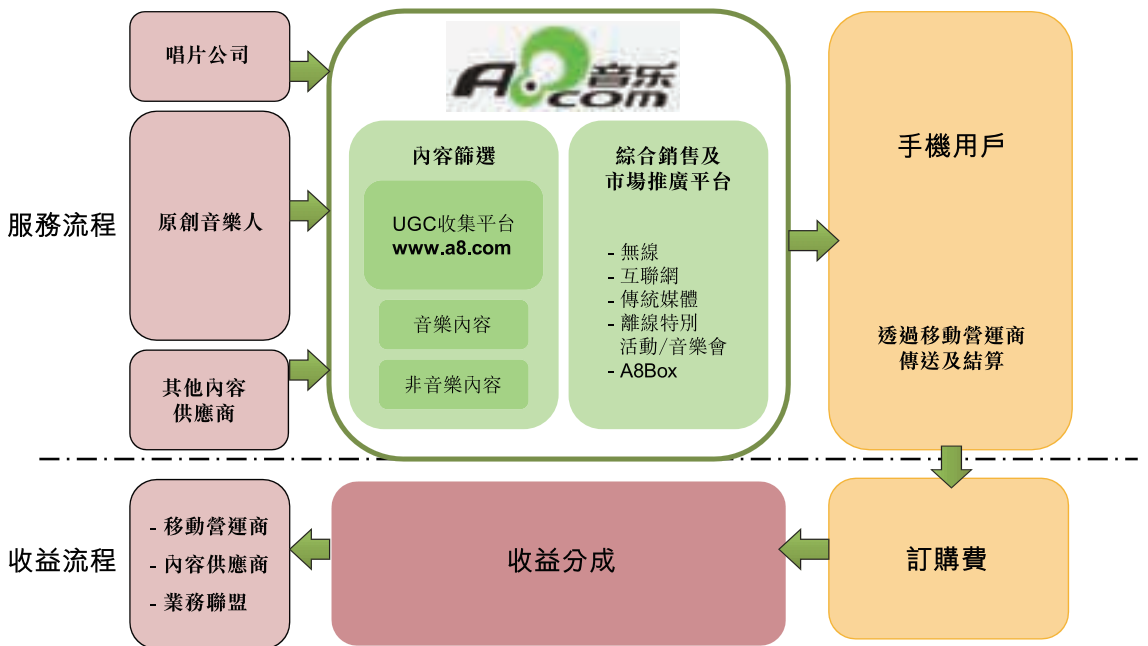 唱片公司
A8音乐
com
手機用戶
內容篩選
綜合銷售及
市場推廣平台
服務流程
原創音樂人
UGC收集平台
www.a8.com
- 無線
- 互聯網
- 傳統媒體
- 離線特別
活動/音樂會
- A8Box
音樂內容
非音樂內容
透過移動營運商
傳送及結算
其他內容
供應商
收益流程
- 移動營運商
- 內容供應商
- 業務聯盟
收益分成
訂購費